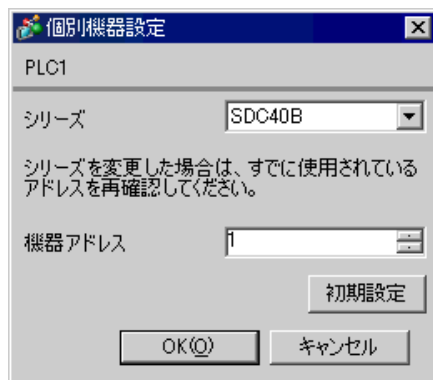 個別機器設定
PLC1
シリーズ SDC40B
シリーズを変更した場合は、すでに使用されている
アドレスを再確認してください。
機器アドレス 1
初期設定
OK(O) キャンセル